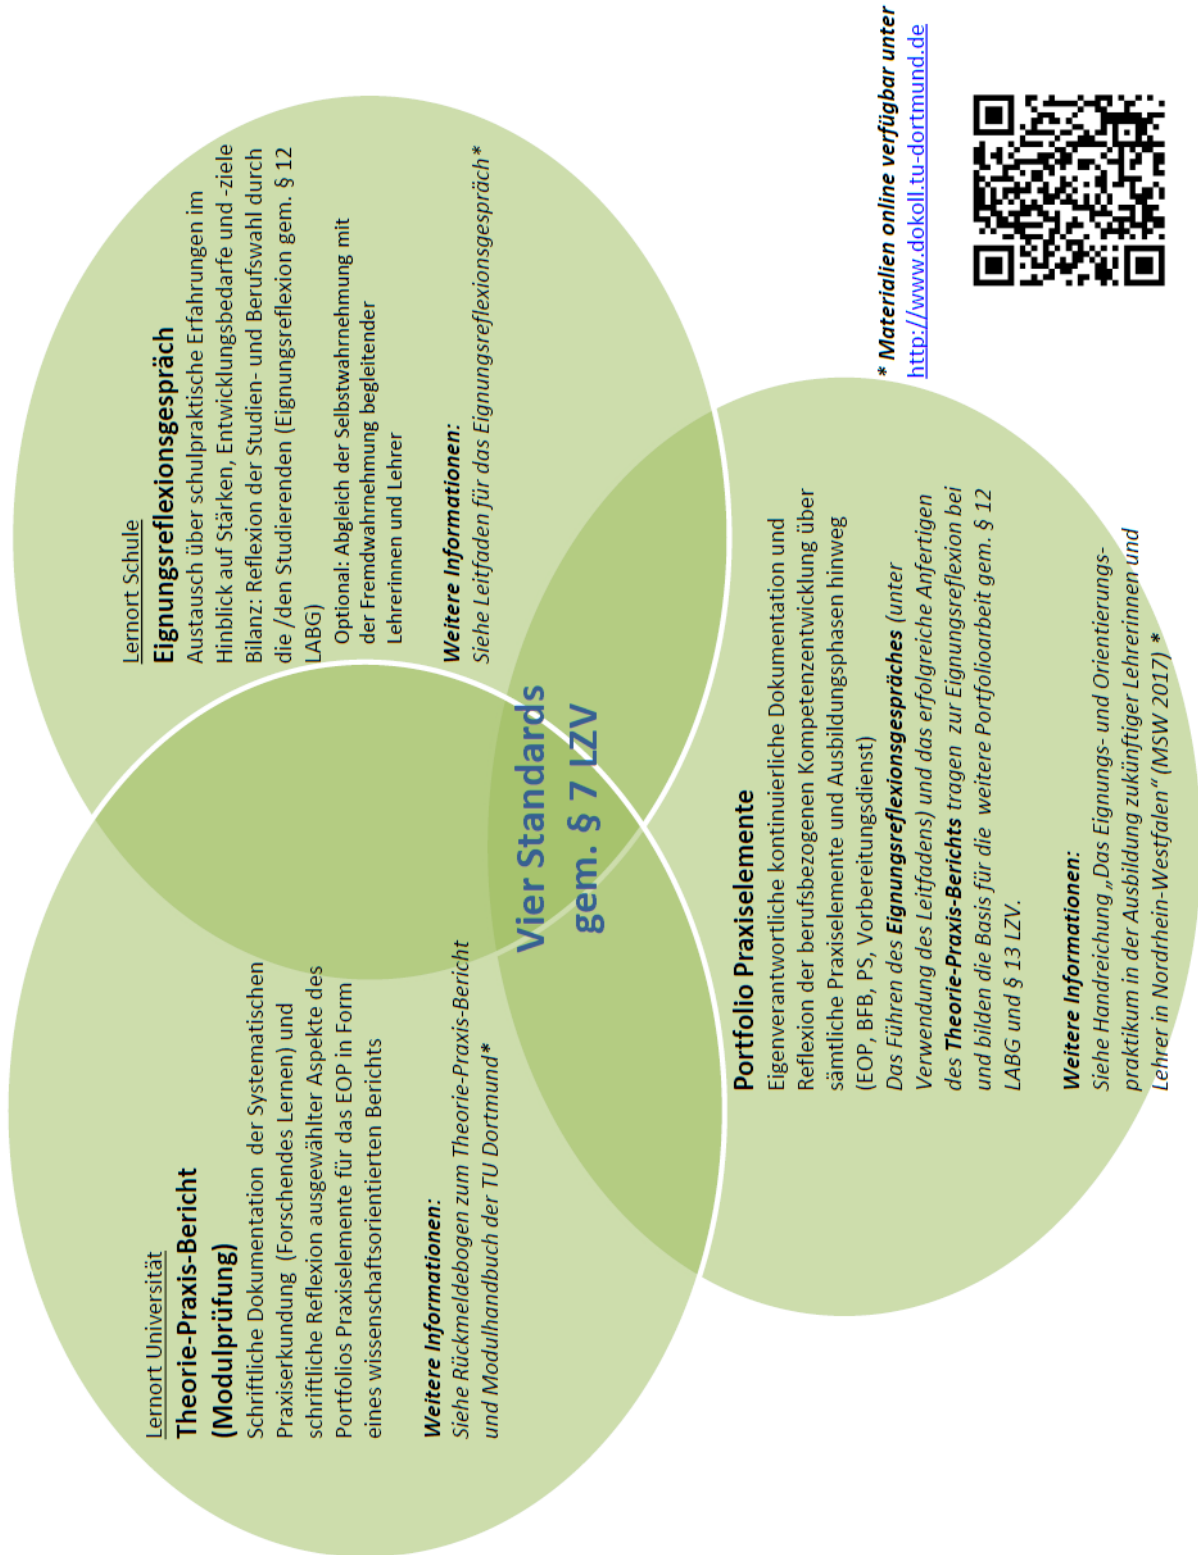 Lernort Universität
Theorie-Praxis-Bericht
(Modulprüfung)
Schriftliche Dokumentation der Systematischen
Praxiserkundung (Forschendes Lernen) und
schriftliche Reflexion ausgewählter Aspekte des
Portfolios Praxiselemente für das EOP in Form
eines wissenschaftsorientierten Berichts
Weitere Informationen:
Siehe Rückmeldebogen zum Theorie-Praxis-Bericht
und Modulhandbuch der TU Dortmund*
Lernort Schule
Eignungsreflexionsgespräch
Austausch über schulpraktische Erfahrungen im
Hinblick auf Stärken, Entwicklungsbedarfe und -ziele
Bilanz: Reflexion der Studien- und Berufswahl durch
die /den Studierenden (Eignungsreflexion gem. § 12
LABG)
Optional: Abgleich der Selbstwahrnehmung mit
der Fremdwahrnehmung begleitender
Lehrerinnen und Lehrer
Weitere Informationen:
Siehe Leitfaden für das Eignungsreflexionsgespräch*
Vier Standards
gem. § 7 LZV
Portfolio Praxiselemente
Eigenverantwortliche kontinuierliche Dokumentation und
Reflexion der berufsbezogenen Kompetenzentwicklung über
sämtliche Praxiselemente und Ausbildungsphasen hinweg
(EOP, BFB, PS, Vorbereitungsdienst)
Das Führen des Eignungsreflexionsgespräches (unter
Verwendung des Leitfadens) und das erfolgreiche Anfertigen
des Theorie-Praxis-Berichts tragen zur Eignungsreflexion bei
und bilden die Basis für die weitere Portfolioarbeit gem. § 12
LABG und § 13 LZV.
Weitere Informationen:
Siehe Handreichung „Das Eignungs- und Orientierungs-
praktikum in der Ausbildung zukünftiger Lehrerinnen und
Lehrer in Nordrhein-Westfalen“ (MSW 2017) *
* Materialien online verfügbar unter
http://www.dokoll.tu-dortmund.de